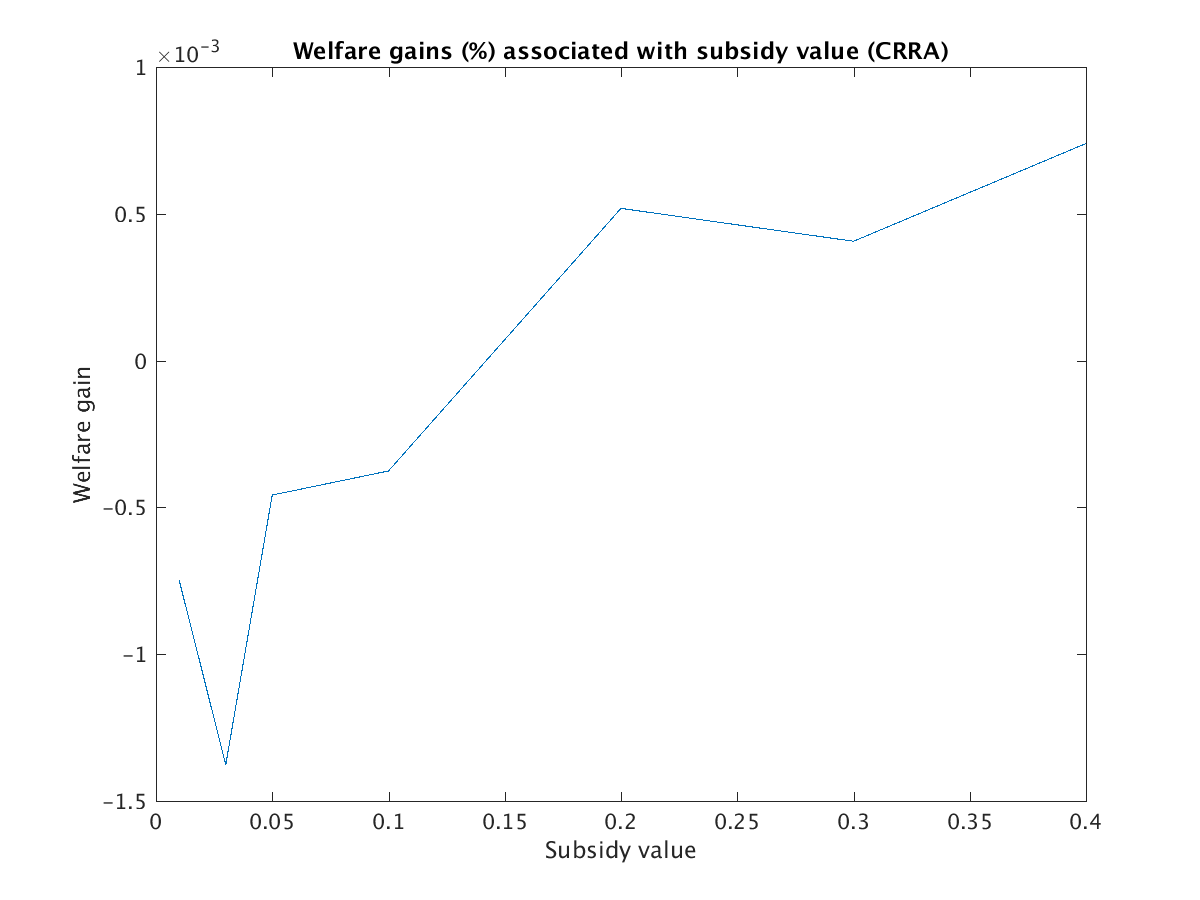 ×10⁻³
Welfare gains (%) associated with subsidy value (CRRA)
1
0.5
0
-0.5
-1
-1.5
Welfare gain
0 0.05 0.1 0.15 0.2 0.25 0.3 0.35 0.4
Subsidy value